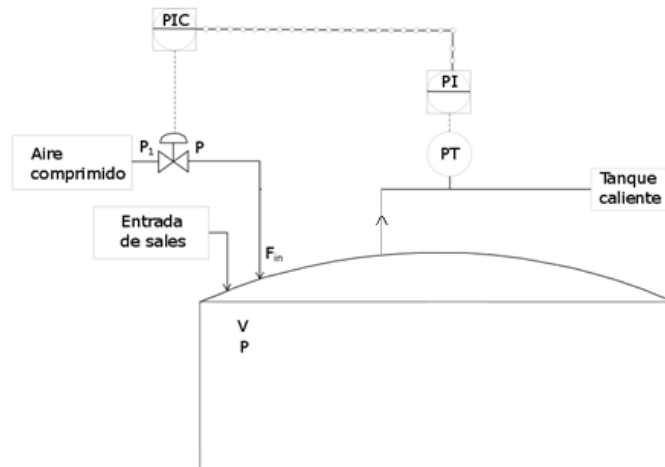 PIC
PI
P₁ P
Aire
comprimido
PT
Tanque
caliente
Entrada
de sales
Fin
V
P